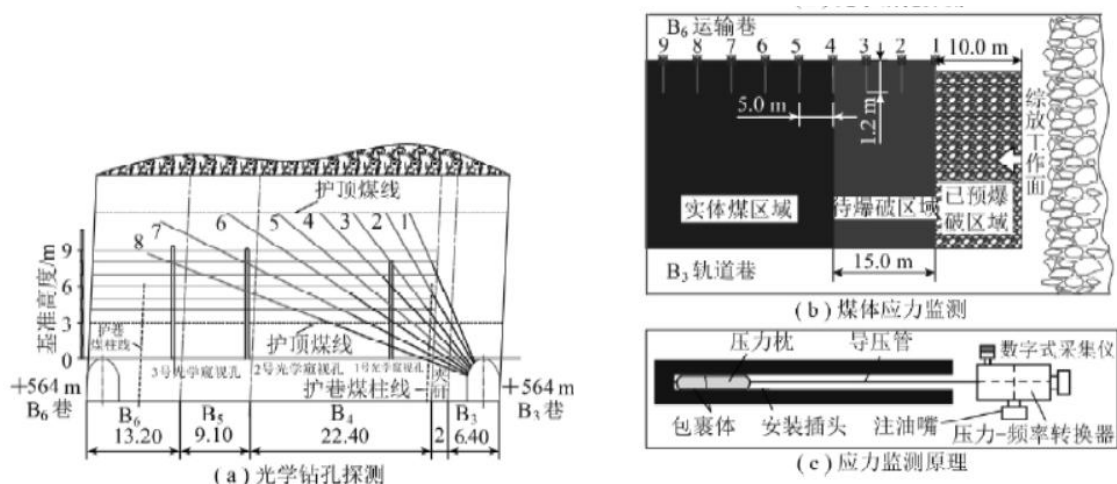 护顶煤线
8
7
6
5
4
3
2
1
基准高度/m
9
6
3
0
护巷
煤柱线
护顶煤线
3号光学窥视孔
2号光学窥视孔
1号光学窥视孔
护巷煤柱线
夹矸
+564 m
B₆ 巷
+564 m
B₃ 巷
B₆
B₅
B₄
B₃
13.20
9.10
22.40
2
6.40
( a ) 光学钻孔探测
B₆ 运输巷
9
8
7
6
5
4
3
2
1
10.0 m
5.0 m
1.2 m
综放工作面
实体煤区域
待爆破区域
已预爆
破区域
B₃ 轨道巷
15.0 m
( b ) 煤体应力监测
压力枕
导压管
数字式采集仪
包裹体
安装插头
注油嘴
压力-频率转换器
( c ) 应力监测原理